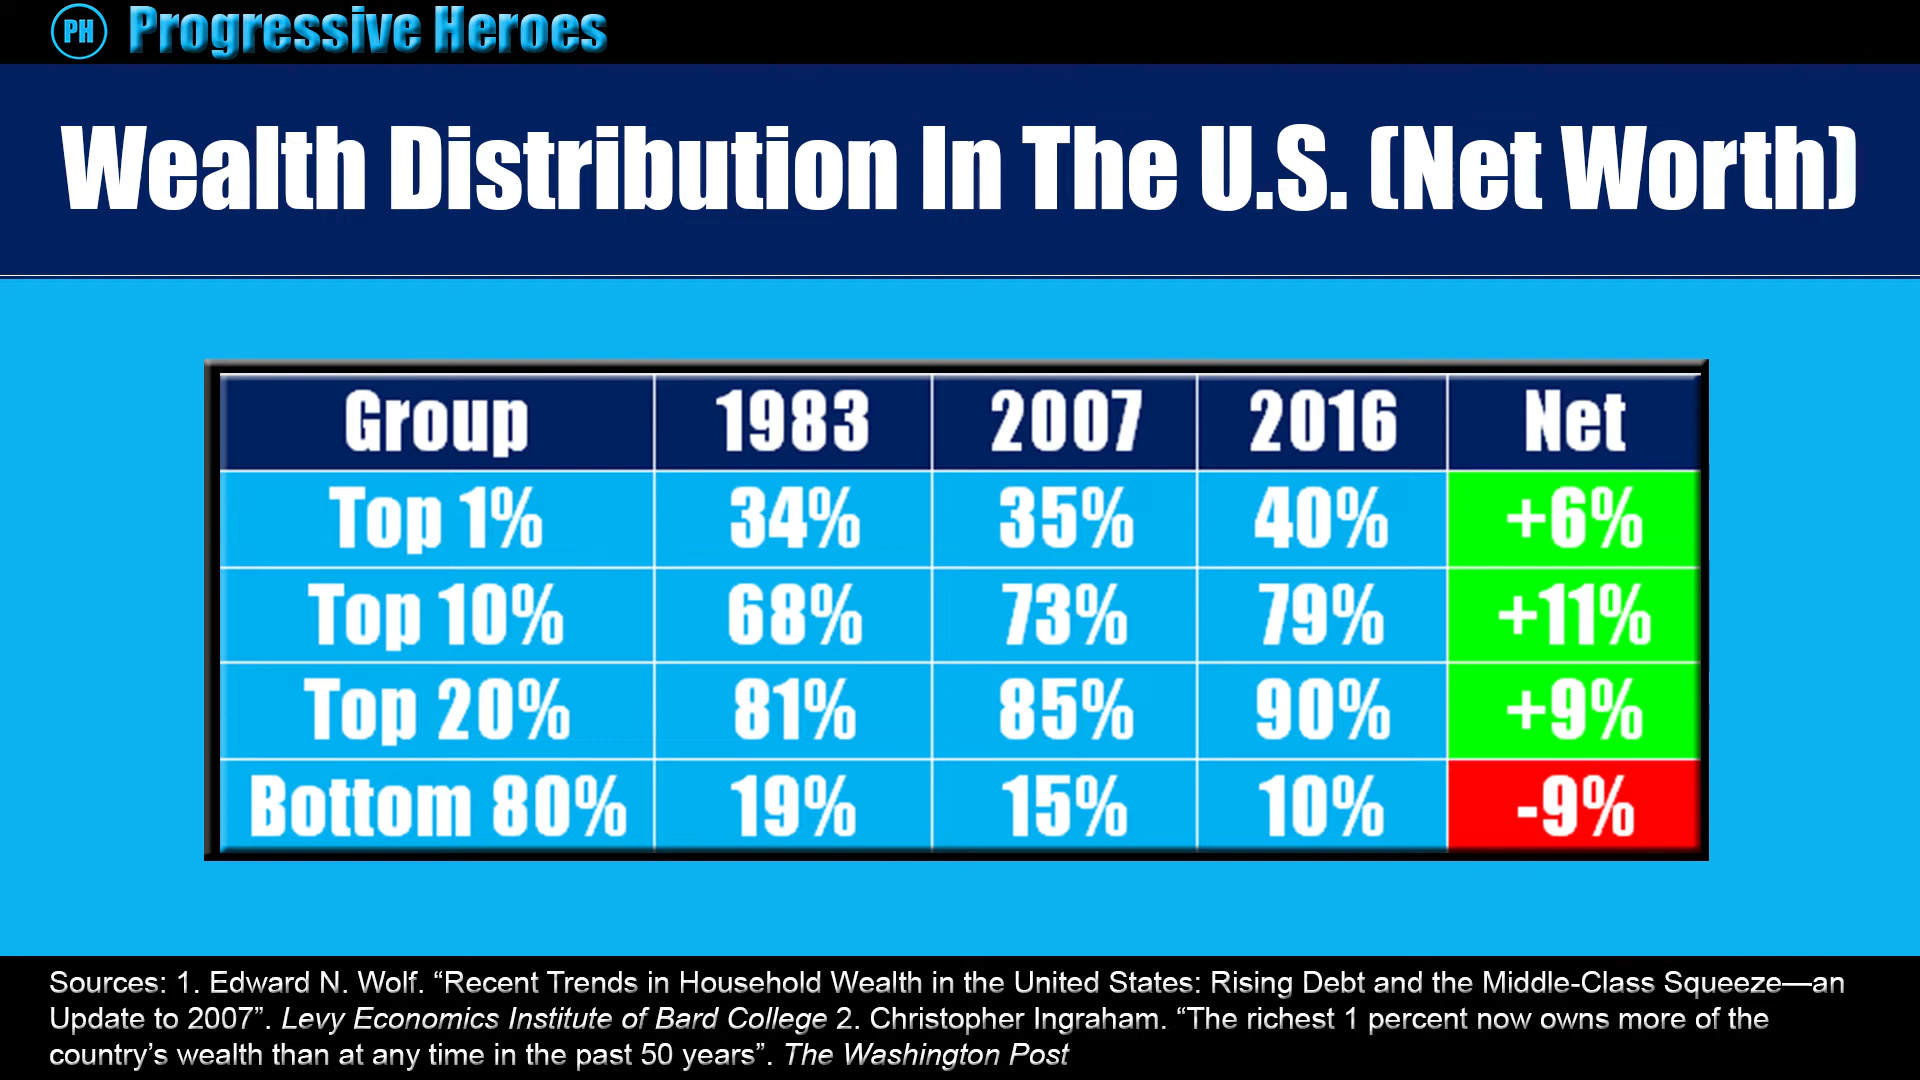 PH Progressive Heroes
Wealth Distribution In The U.S. (Net Worth)
Group 1983 2007 2016 Net
Top 1% 34% 35% 40% +6%
Top 10% 68% 73% 79% +11%
Top 20% 81% 85% 90% +9%
Bottom 80% 19% 15% 10% -9%
Sources: 1. Edward N. Wolf. “Recent Trends in Household Wealth in the United States: Rising Debt and the Middle-Class Squeeze—an
Update to 2007”. Levy Economics Institute of Bard College 2. Christopher Ingraham. “The richest 1 percent now owns more of the
country’s wealth than at any time in the past 50 years”. The Washington Post